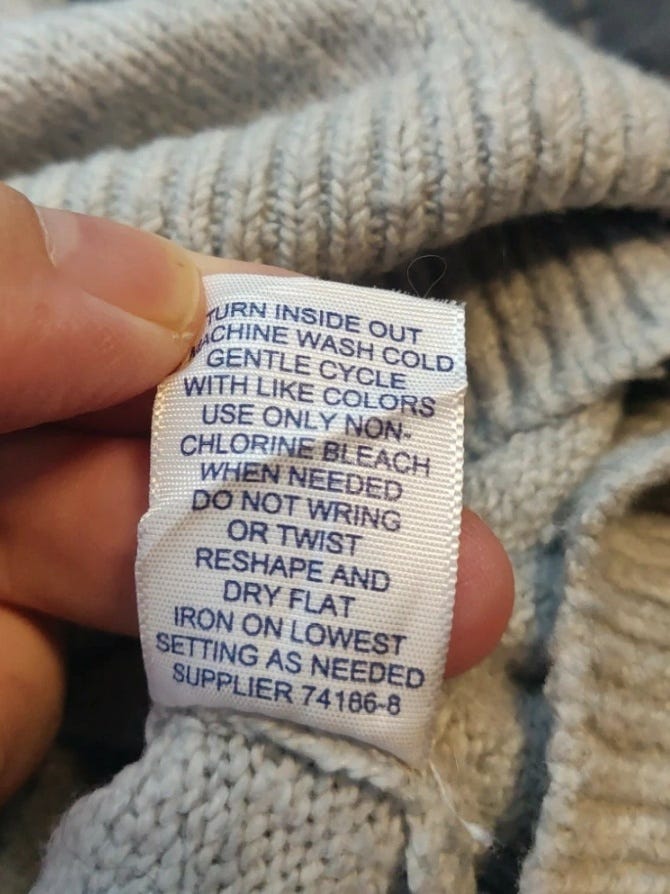 TURN INSIDE OUT
MACHINE WASH COLD
GENTLE CYCLE
WITH LIKE COLORS
USE ONLY NON-
CHLORINE BLEACH
WHEN NEEDED
DO NOT WRING
OR TWIST
RESHAPE AND
DRY FLAT
IRON ON LOWEST
SETTING AS NEEDED
SUPPLIER 74186-8